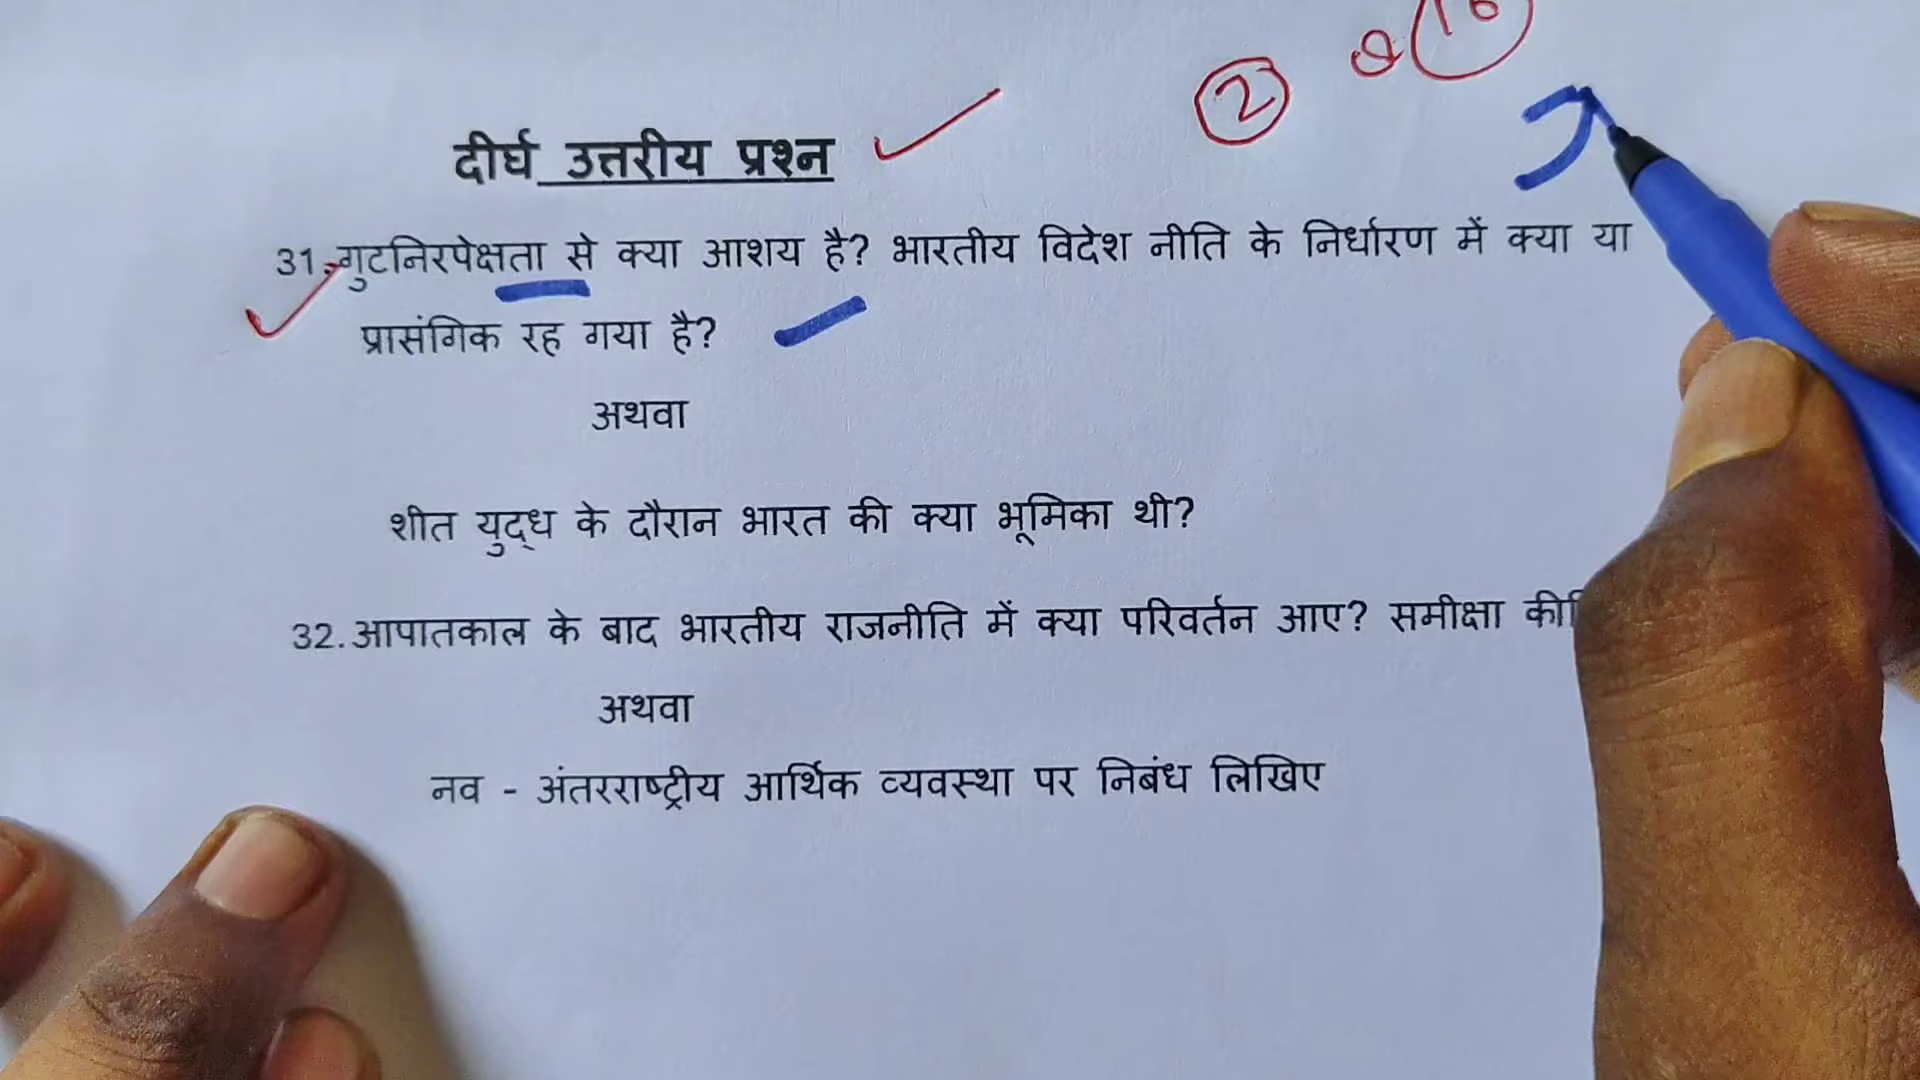 2
दीर्घ उत्तरीय प्रश्न
31. गुटनिरपेक्षता से क्या आशय है? भारतीय विदेश नीति के निर्धारण में क्या या
प्रासंगिक रह गया है?
अथवा
शीत युद्ध के दौरान भारत की क्या भूमिका थी?
32. आपातकाल के बाद भारतीय राजनीति में क्या परिवर्तन आए? समीक्षा
अथवा
नव - अंतरराष्ट्रीय आर्थिक व्यवस्था पर निबंध लिखिए